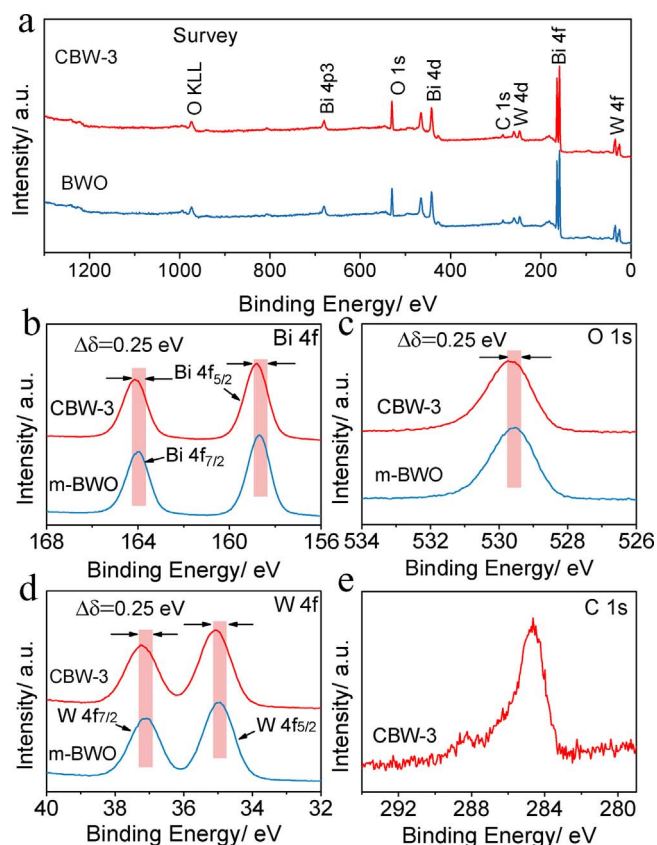 a
Survey
CBW-3
O KLL
Bi 4p3
O 1s
Bi 4d
C 1s
W 4d
Bi 4f
W 4f
BWO
Intensity/ a.u.
1200 1000 800 600 400 200 0
Binding Energy/ eV
b
Bi 4f
Δδ=0.25 eV
Bi 4f5/2
CBW-3
Bi 4f7/2
m-BWO
Intensity/ a.u.
168 164 160 159 156
Binding Energy/ eV
c
O 1s
Δδ=0.25 eV
CBW-3
m-BWO
Intensity/ a.u.
534 532 530 528 526
Binding Energy/ eV
d
W 4f
Δδ=0.25 eV
CBW-3
W 4f7/2
W 4f5/2
m-BWO
Intensity/ a.u.
40 38 36 34 32
Binding Energy/ eV
e
C 1s
CBW-3
Intensity/ a.u.
292 288 284 280
Binding Energy/ eV